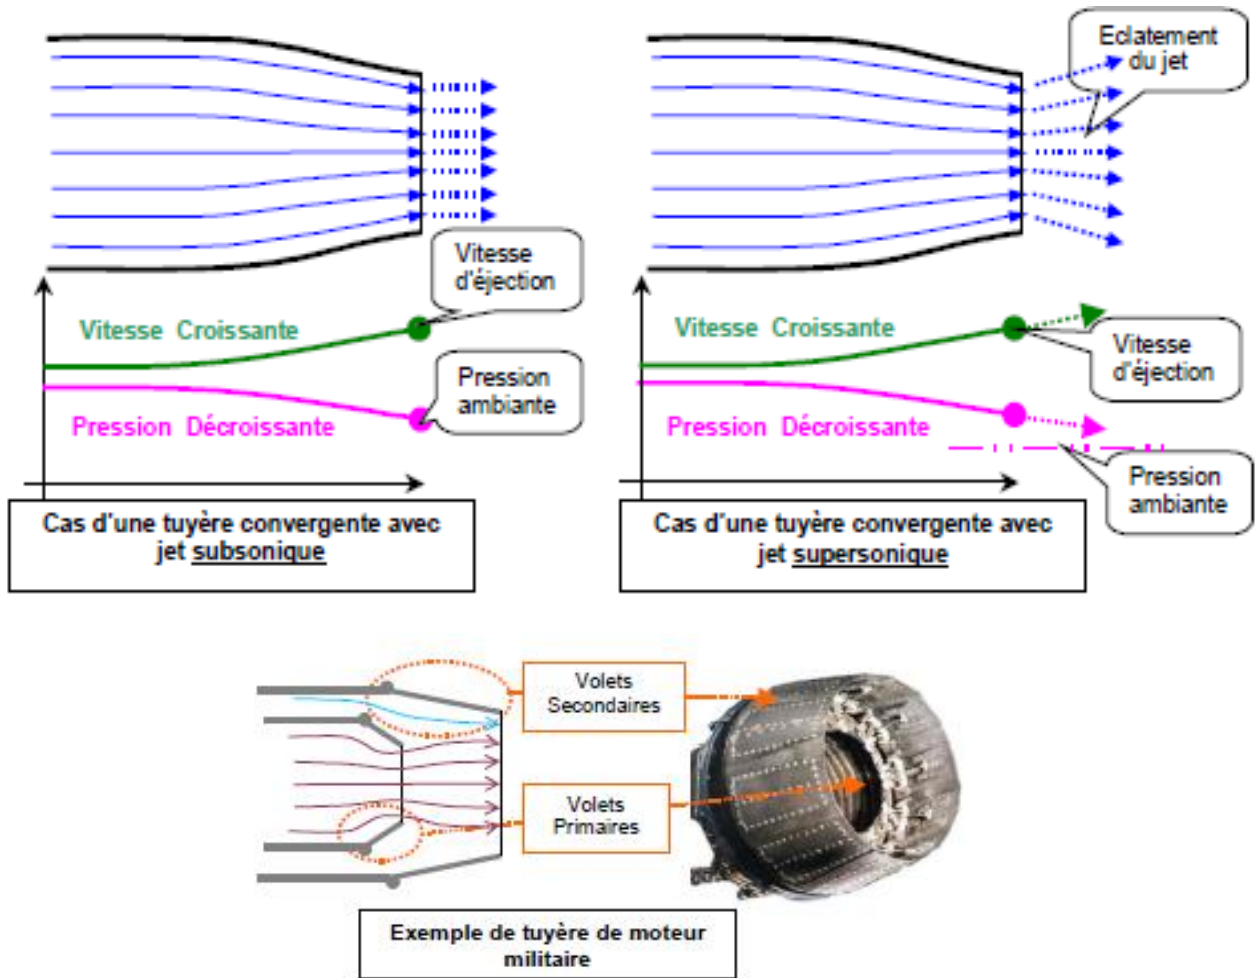 Eclatement
du jet
Vitesse
d'éjection
Vitesse Croissante
Pression
ambiante
Pression Décroissante
Cas d'une tuyère convergente avec
jet subsonique
Vitesse Croissante
Vitesse
d'éjection
Pression Décroissante
Pression
ambiante
Cas d'une tuyère convergente avec
jet supersonique
Volets
Secondaires
Volets
Primaires
Exemple de tuyère de moteur
militaire